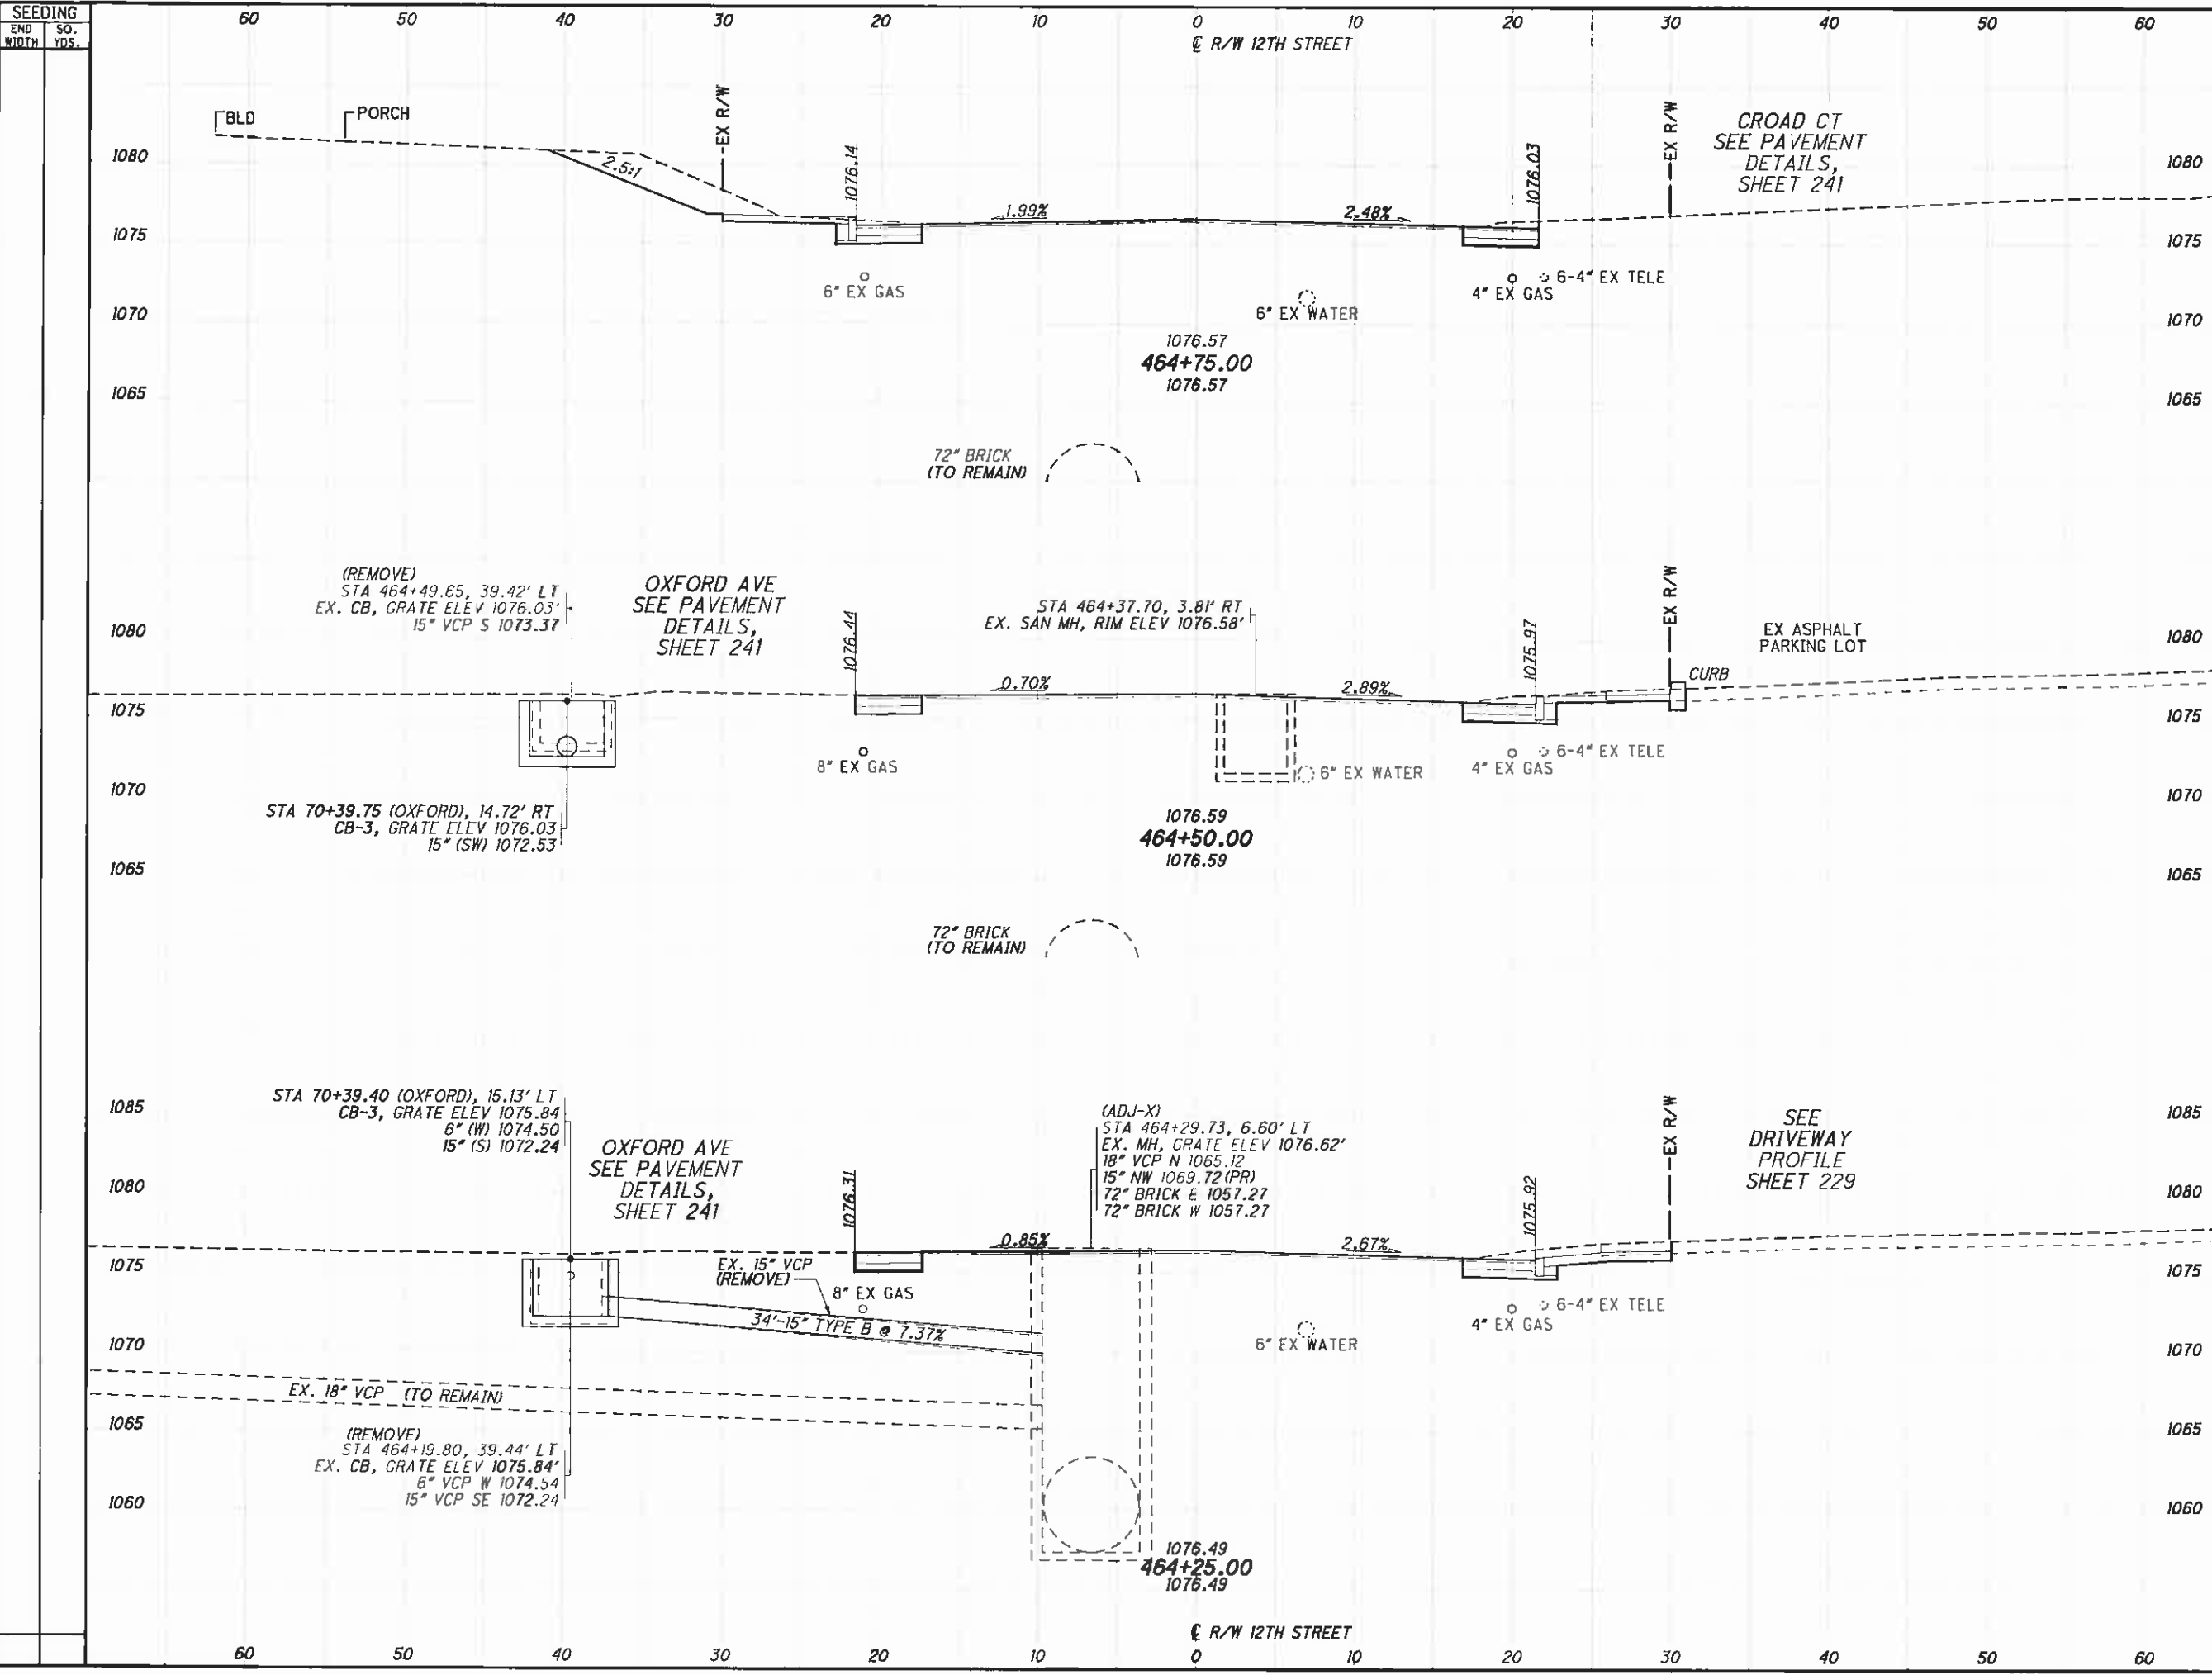 SEEDING
END WIDTH
SO. YDS.
60 50 40 30 20 10 0 10 20 30 40 50 60
℄ R/W 12TH STREET
BLD
PORCH
EX R/W
1076.14
1076.03
EX R/W
CROAD CT
SEE PAVEMENT
DETAILS,
SHEET 241
1080
1080
2.5:1
1.99%
2.48%
1075
1075
6" EX GAS
6" EX WATER
4" EX GAS
6-4" EX TELE
1070
1070
1076.57
464+75.00
1076.57
1065
1065
72" BRICK
(TO REMAIN)
(REMOVE)
STA 464+49.65, 39.42' LT
EX. CB, GRATE ELEV 1076.03'
15" VCP S 1073.37
OXFORD AVE
SEE PAVEMENT
DETAILS,
SHEET 241
1076.44
STA 464+37.70, 3.81' RT
EX. SAN MH, RIM ELEV 1076.58'
1075.97
EX R/W
EX ASPHALT
PARKING LOT
CURB
1080
1080
0.70%
2.89%
1075
1075
8" EX GAS
6" EX WATER
4" EX GAS
6-4" EX TELE
1070
1070
STA 70+39.75 (OXFORD), 14.72' RT
CB-3, GRATE ELEV 1076.03
15" (SW) 1072.53
1076.59
464+50.00
1076.59
1065
1065
72" BRICK
(TO REMAIN)
STA 70+39.40 (OXFORD), 15.13' LT
CB-3, GRATE ELEV 1075.84
6" (W) 1074.50
15" (S) 1072.24
OXFORD AVE
SEE PAVEMENT
DETAILS,
SHEET 241
1076.31
(ADJ-X)
STA 464+29.73, 6.60' LT
EX. MH, GRATE ELEV 1076.62'
18" VCP N 1065.12
15" NW 1069.72 (PR)
72" BRICK E 1057.27
72" BRICK W 1057.27
1075.92
EX R/W
SEE
DRIVEWAY
PROFILE
SHEET 229
1085
1085
1080
1080
0.85%
2.67%
1075
1075
EX. 15" VCP
(REMOVE)
8" EX GAS
34'-15" TYPE B @ 7.37%
6" EX WATER
4" EX GAS
6-4" EX TELE
1070
1070
EX. 18" VCP (TO REMAIN)
1065
1065
(REMOVE)
STA 464+19.80, 39.44' LT
EX. CB, GRATE ELEV 1075.84'
6" VCP W 1074.54
15" VCP SE 1072.24
1060
1060
1076.49
464+25.00
1076.49
℄ R/W 12TH STREET
60 50 40 30 20 10 0 10 20 30 40 50 60